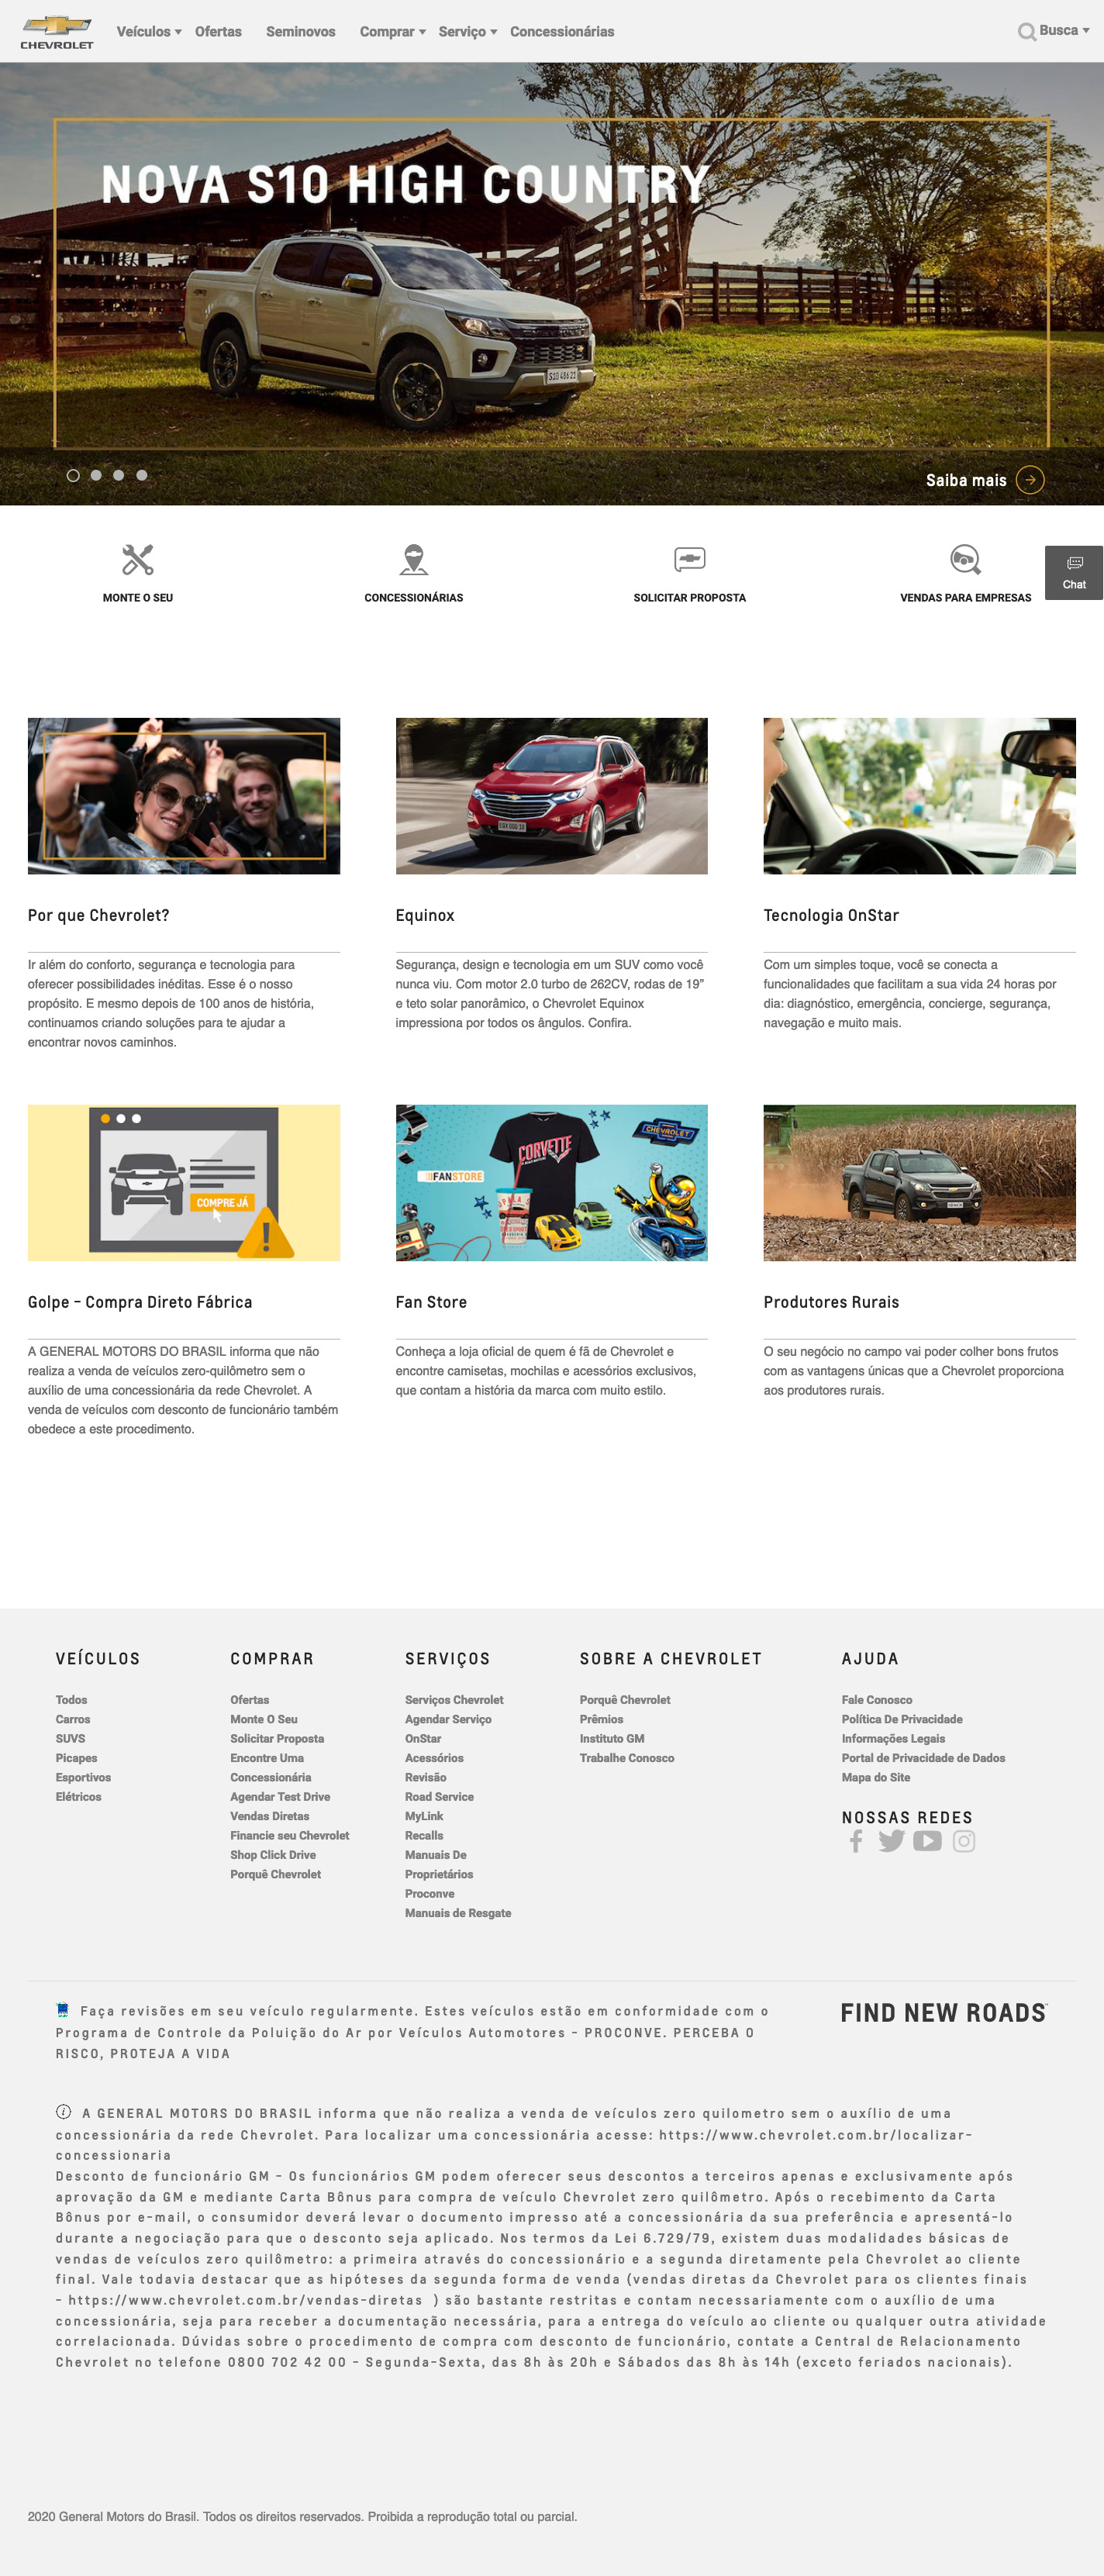 CHEVROLET
Veículos
Ofertas
Seminovos
Comprar
Serviço
Concessionárias
Busca
NOVA S10 HIGH COUNTRY
Saiba mais
MONTE O SEU
CONCESSIONÁRIAS
SOLICITAR PROPOSTA
VENDAS PARA EMPRESAS
Chat
Por que Chevrolet?
Ir além do conforto, segurança e tecnologia para
oferecer possibilidades inéditas. Esse é o nosso
propósito. E mesmo depois de 100 anos de história,
continuamos criando soluções para te ajudar a
encontrar novos caminhos.
Equinox
Segurança, design e tecnologia em um SUV como você
nunca viu. Com motor 2.0 turbo de 262CV, rodas de 19”
e teto solar panorâmico, o Chevrolet Equinox
impressiona por todos os ângulos. Confira.
Tecnologia OnStar
Com um simples toque, você se conecta a
funcionalidades que facilitam a sua vida 24 horas por
dia: diagnóstico, emergência, concierge, segurança,
navegação e muito mais.
COMPRE JÁ
Golpe - Compra Direto Fábrica
A GENERAL MOTORS DO BRASIL informa que não
realiza a venda de veículos zero-quilômetro sem o
auxílio de uma concessionária da rede Chevrolet. A
venda de veículos com desconto de funcionário também
obedece a este procedimento.
FANSTORE
CORVETTE
CHEVROLET
Fan Store
Conheça a loja oficial de quem é fã de Chevrolet e
encontre camisetas, mochilas e acessórios exclusivos,
que contam a história da marca com muito estilo.
Produtores Rurais
O seu negócio no campo vai poder colher bons frutos
com as vantagens únicas que a Chevrolet proporciona
aos produtores rurais.
VEÍCULOS
Todos
Carros
SUVS
Picapes
Esportivos
Elétricos
COMPRAR
Ofertas
Monte O Seu
Solicitar Proposta
Encontre Uma
Concessionária
Agendar Test Drive
Vendas Diretas
Financie seu Chevrolet
Shop Click Drive
Porquê Chevrolet
SERVIÇOS
Serviços Chevrolet
Agendar Serviço
OnStar
Acessórios
Revisão
Road Service
MyLink
Recalls
Manuais De
Proprietários
Proconve
Manuais de Resgate
SOBRE A CHEVROLET
Porquê Chevrolet
Prêmios
Instituto GM
Trabalhe Conosco
AJUDA
Fale Conosco
Política De Privacidade
Informações Legais
Portal de Privacidade de Dados
Mapa do Site
NOSSAS REDES
Faça revisões em seu veículo regularmente. Estes veículos estão em conformidade com o
Programa de Controle da Poluição do Ar por Veículos Automotores - PROCONVE. PERCEBA O
RISCO, PROTEJA A VIDA
FIND NEW ROADS
A GENERAL MOTORS DO BRASIL informa que não realiza a venda de veículos zero quilometro sem o auxílio de uma
concessionária da rede Chevrolet. Para localizar uma concessionária acesse: https://www.chevrolet.com.br/localizar-
concessionaria
Desconto de funcionário GM - Os funcionários GM podem oferecer seus descontos a terceiros apenas e exclusivamente após
aprovação da GM e mediante Carta Bônus para compra de veículo Chevrolet zero quilômetro. Após o recebimento da Carta
Bônus por e-mail, o consumidor deverá levar o documento impresso até a concessionária da sua preferência e apresentá-lo
durante a negociação para que o desconto seja aplicado. Nos termos da Lei 6.729/79, existem duas modalidades básicas de
vendas de veículos zero quilômetro: a primeira através do concessionário e a segunda diretamente pela Chevrolet ao cliente
final. Vale todavia destacar que as hipóteses da segunda forma de venda (vendas diretas da Chevrolet para os clientes finais
- https://www.chevrolet.com.br/vendas-diretas ) são bastante restritas e contam necessariamente com o auxílio de uma
concessionária, seja para receber a documentação necessária, para a entrega do veículo ao cliente ou qualquer outra atividade
correlacionada. Dúvidas sobre o procedimento de compra com desconto de funcionário, contate a Central de Relacionamento
Chevrolet no telefone 0800 702 42 00 - Segunda-Sexta, das 8h às 20h e Sábados das 8h às 14h (exceto feriados nacionais).
2020 General Motors do Brasil. Todos os direitos reservados. Proibida a reprodução total ou parcial.